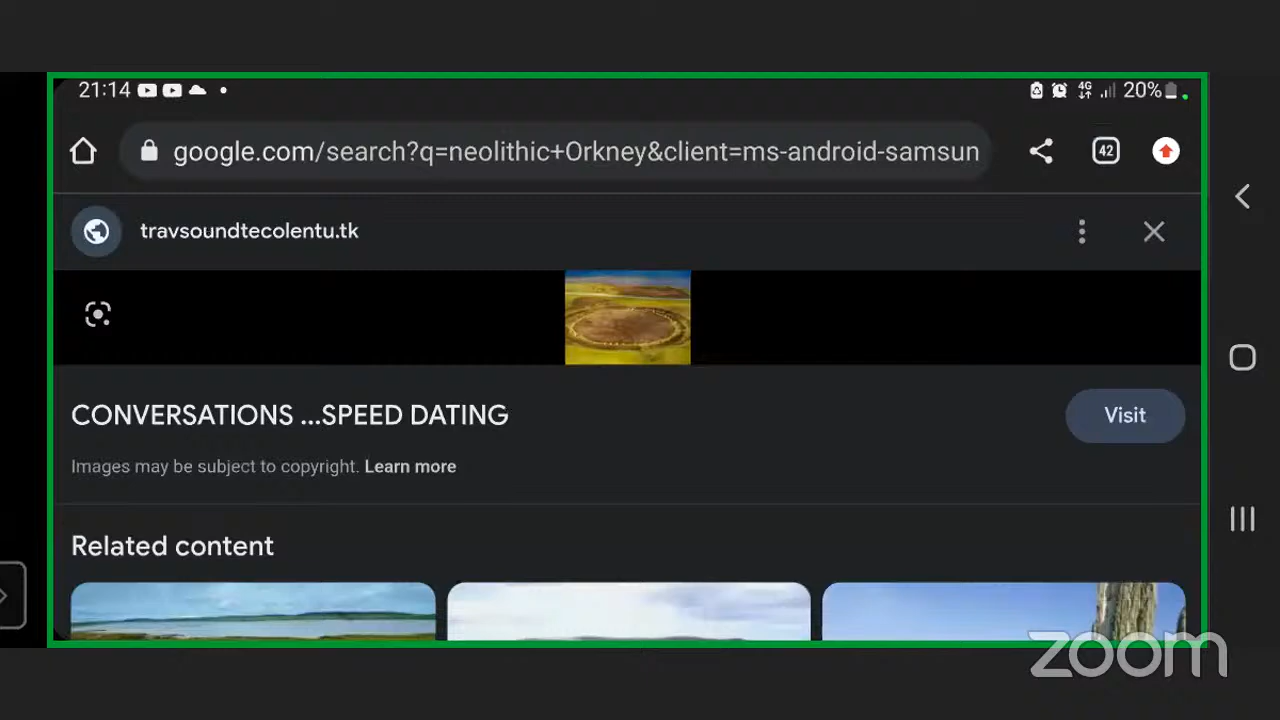 21:14
4G
20%
google.com/search?q=neolithic+Orkney&client=ms-android-samsun
42
travsoundtecolentu.tk
CONVERSATIONS ...SPEED DATING
Visit
Images may be subject to copyright. Learn more
Related content
zoom